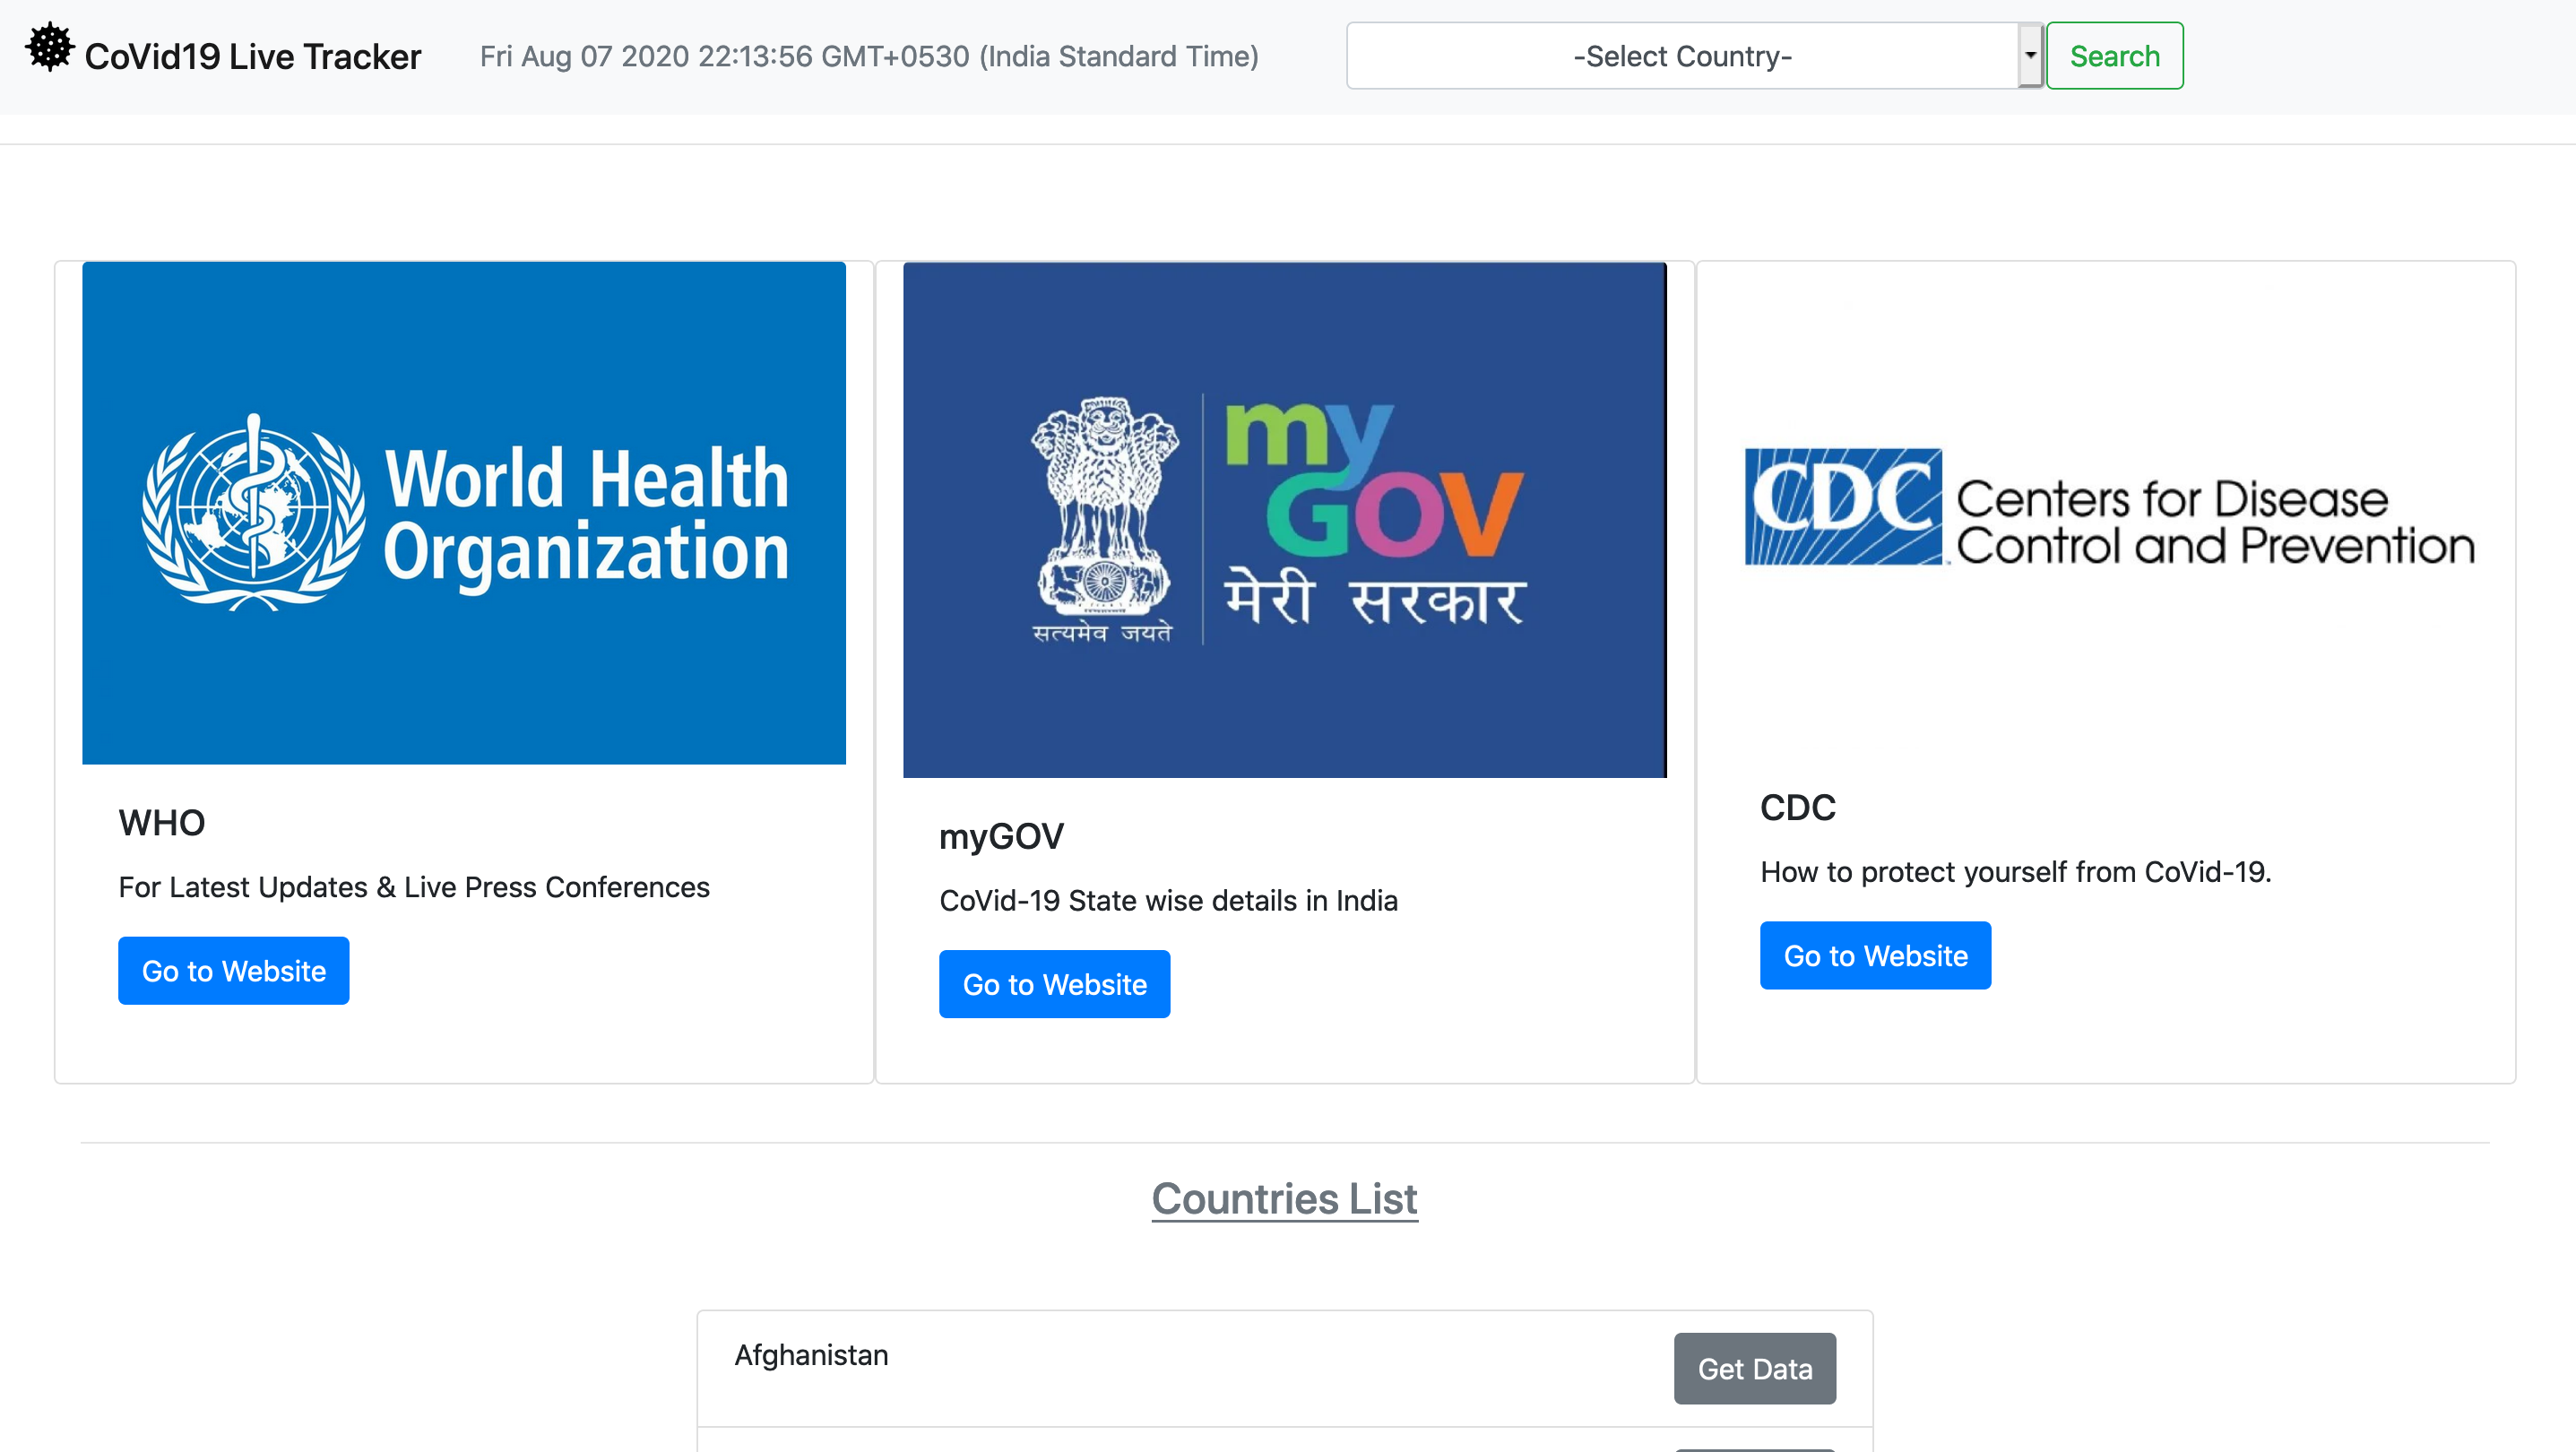 CoVid19 Live Tracker
Fri Aug 07 2020 22:13:56 GMT+0530 (India Standard Time)
-Select Country-
Search
World Health
Organization
सत्यमेव जयते
my
GOV
मेरी सरकार
CDC
Centers for Disease
Control and Prevention
WHO
For Latest Updates & Live Press Conferences
Go to Website
myGOV
CoVid-19 State wise details in India
Go to Website
CDC
How to protect yourself from CoVid-19.
Go to Website
Countries List
Afghanistan
Get Data